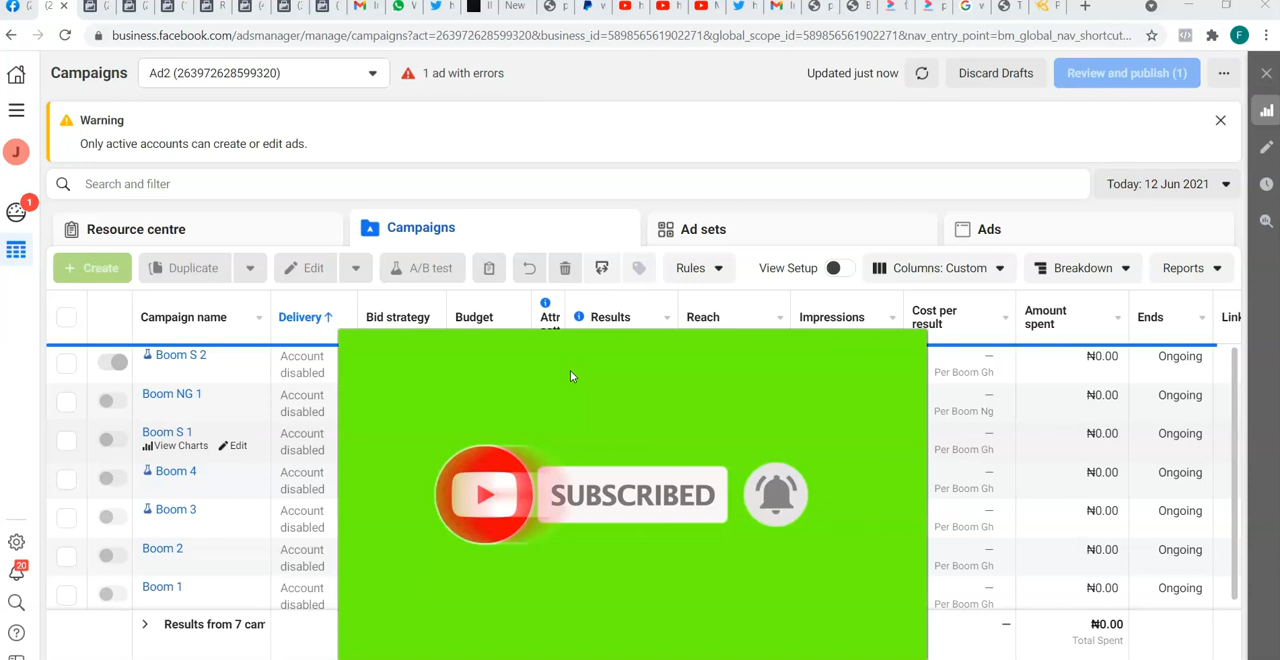 New
business.facebook.com/adsmanager/manage/campaigns?act=263972628599320&business_id=589856561902271&global_scope_id=589856561902271&nav_entry_point=bm_global_nav_shortcut...
F
Campaigns
Ad2 (263972628599320)
1 ad with errors
Updated just now
Discard Drafts
Review and publish (1)
Warning
Only active accounts can create or edit ads.
J
Search and filter
Today: 12 Jun 2021
1
Resource centre
Campaigns
Ad sets
Ads
+ Create
Duplicate
Edit
A/B test
Rules
View Setup
Columns: Custom
Breakdown
Reports
Campaign name
Delivery ↑
Bid strategy
Budget
Attr
Results
Reach
Impressions
Cost per
result
Amount
spent
Ends
Link
Boom S 2
Account
disabled
—
Per Boom Gh
₦0.00
Ongoing
Boom NG 1
Account
disabled
—
Per Boom Ng
₦0.00
Ongoing
Boom S 1
View Charts
Edit
Account
disabled
—
Per Boom Gh
₦0.00
Ongoing
Boom 4
Account
disabled
—
Per Boom Gh
₦0.00
Ongoing
Boom 3
Account
disabled
—
Per Boom Gh
₦0.00
Ongoing
Boom 2
Account
disabled
—
Per Boom Gh
₦0.00
Ongoing
Boom 1
Account
disabled
—
Per Boom Gh
₦0.00
Ongoing
SUBSCRIBED
20
Results from 7 cam
—
₦0.00
Total Spent